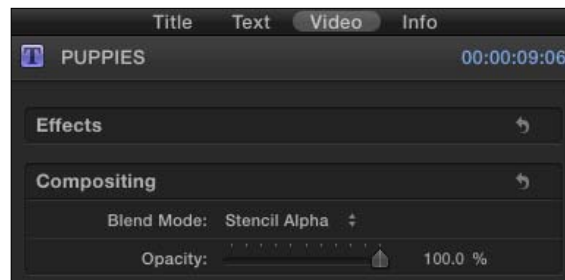 Title Text Video Info
T PUPPIES 00:00:09:06
Effects
Compositing
Blend Mode: Stencil Alpha
Opacity: 100.0 %